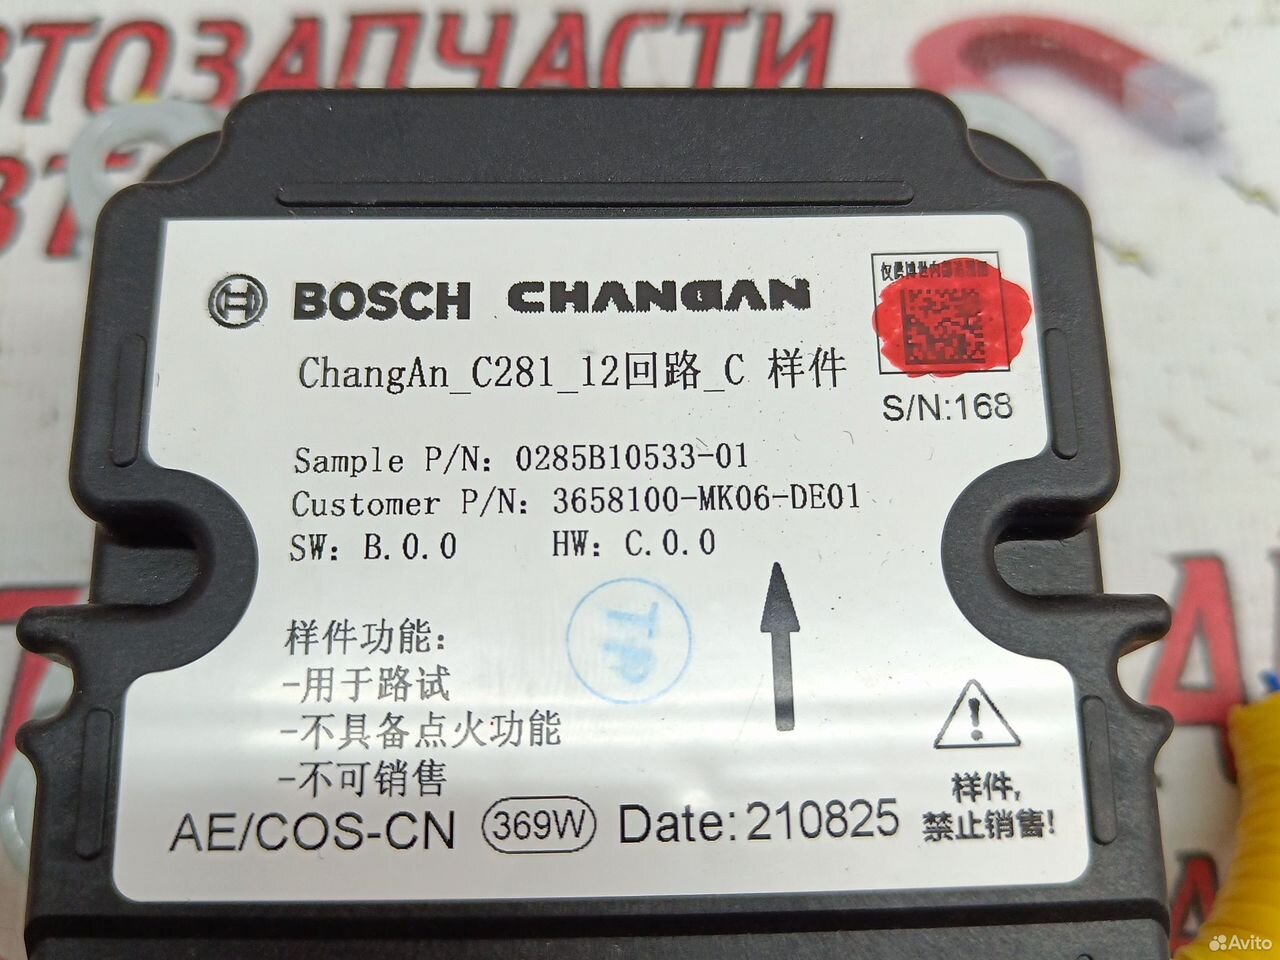 АВТОЗАПЧАСТИ
BOSCH CHANGAN
ChangAn_C281_12回路_C 样件
S/N:168
Sample P/N: 0285B10533-01
Customer P/N: 3658100-MK06-DE01
SW: B.0.0 HW: C.0.0
TP
样件功能:
-用于路试
-不具备点火功能
-不可销售
样件,
禁止销售!
AE/COS-CN 369W Date: 210825
Avito